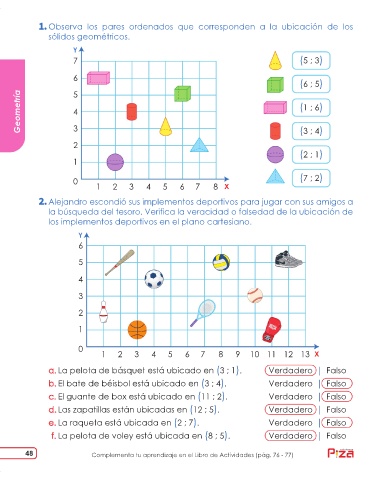 1. Observa los pares ordenados que corresponden a la ubicación de los
sólidos geométricos.
Geometría
Y
7
6
5
4
3
2
1
0
1 2 3 4 5 6 7 8 X
(5 ; 3)
(6 ; 5)
(1 ; 6)
(3 ; 4)
(2 ; 1)
(7 ; 2)
2. Alejandro escondió sus implementos deportivos para jugar con sus amigos a
la búsqueda del tesoro. Verifica la veracidad o falsedad de la ubicación de
los implementos deportivos en el plano cartesiano.
Y
6
5
4
3
2
1
0
1 2 3 4 5 6 7 8 9 10 11 12 13 X
a. La pelota de básquet está ubicado en (3 ; 1). Verdadero | Falso
b. El bate de béisbol está ubicado en (3 ; 4). Verdadero | Falso
c. El guante de box está ubicado en (11 ; 2). Verdadero | Falso
d. Las zapatillas están ubicadas en (12 ; 5). Verdadero | Falso
e. La raqueta está ubicada en (2 ; 7). Verdadero | Falso
f. La pelota de voley está ubicada en (8 ; 5). Verdadero | Falso
48
Complementa tu aprendizaje en el Libro de Actividades (pág. 76 - 77)